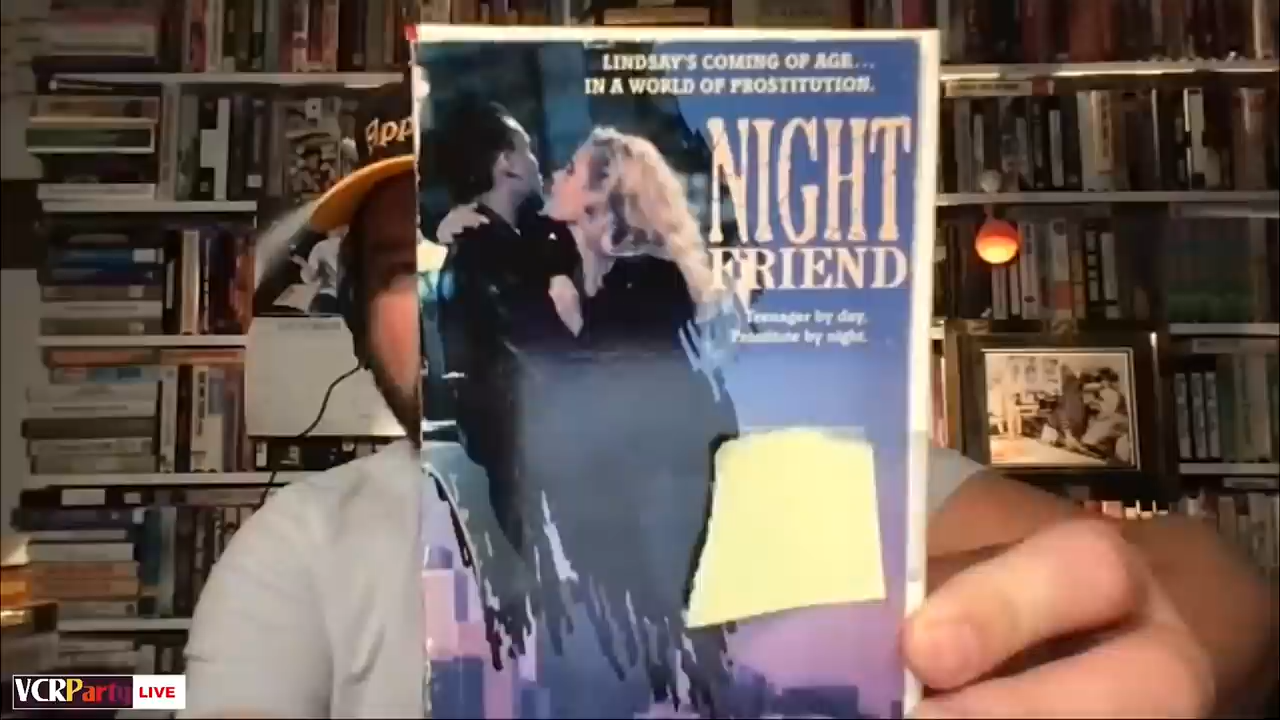 LINDSAY'S COMING OF AGE...
IN A WORLD OF PROSTITUTION.
NIGHT
FRIEND
Teenager by day.
Prostitute by night.
VCRParty LIVE